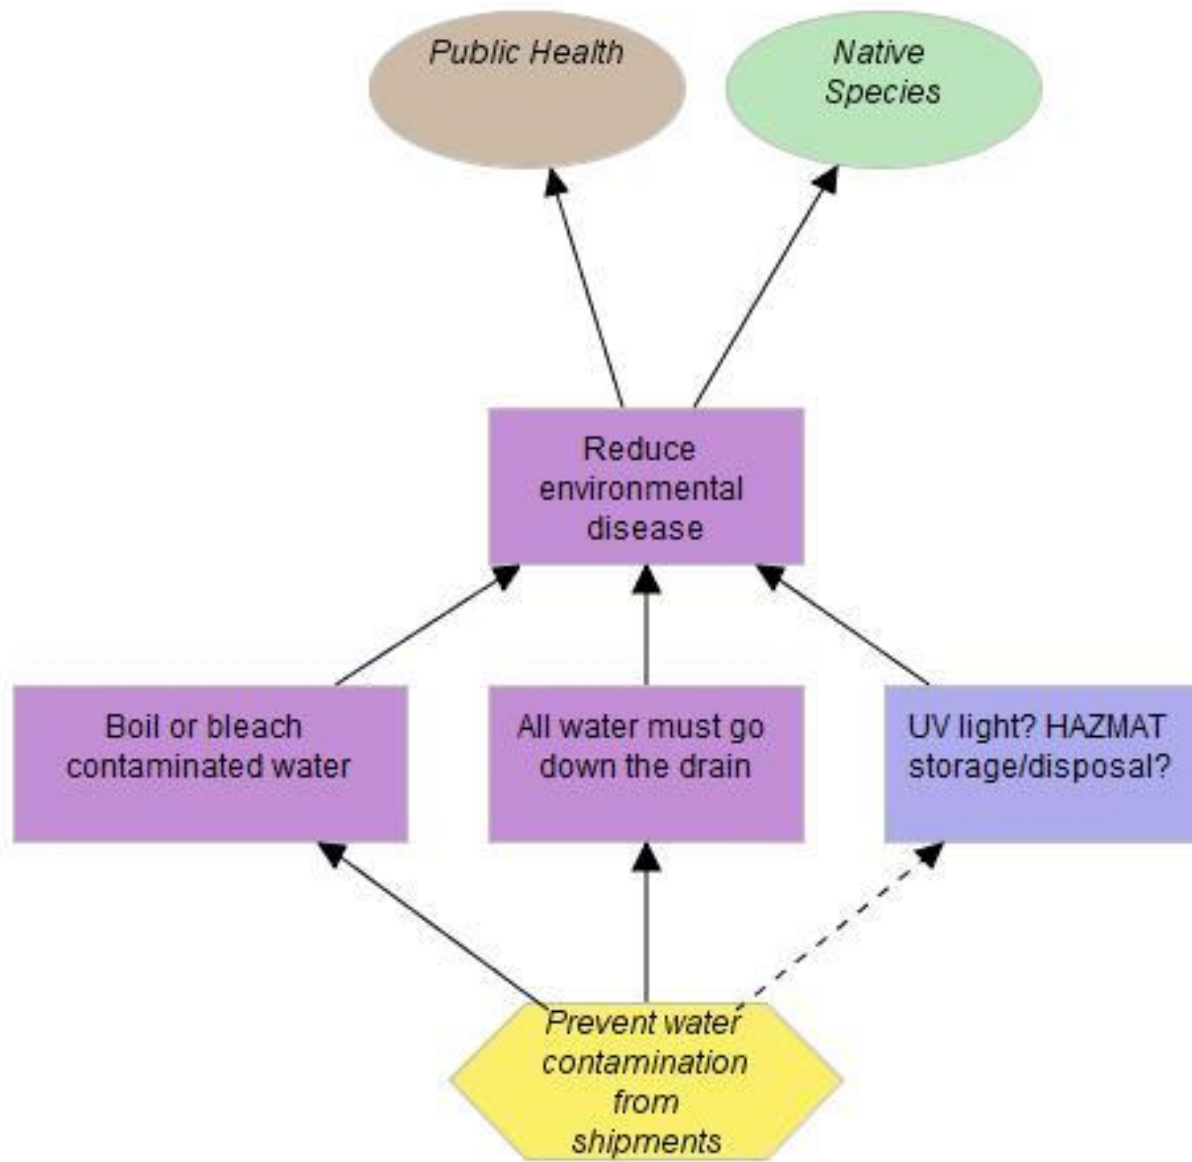 Public Health
Native
Species
Reduce
environmental
disease
Boil or bleach
contaminated water
All water must go
down the drain
UV light? HAZMAT
storage/disposal?
Prevent water
contamination
from
shipments